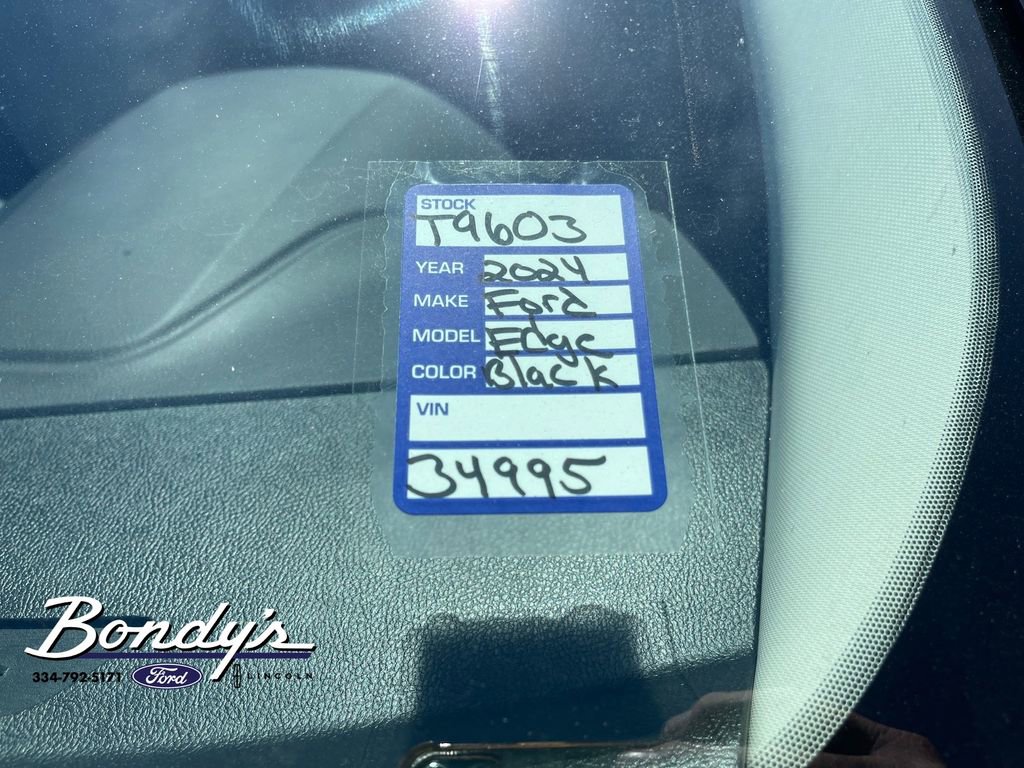 STOCK
T9603
YEAR 2024
MAKE Ford
MODEL Edge
COLOR Black
VIN
34995
Bondy's
334-792-5171 Ford LINCOLN